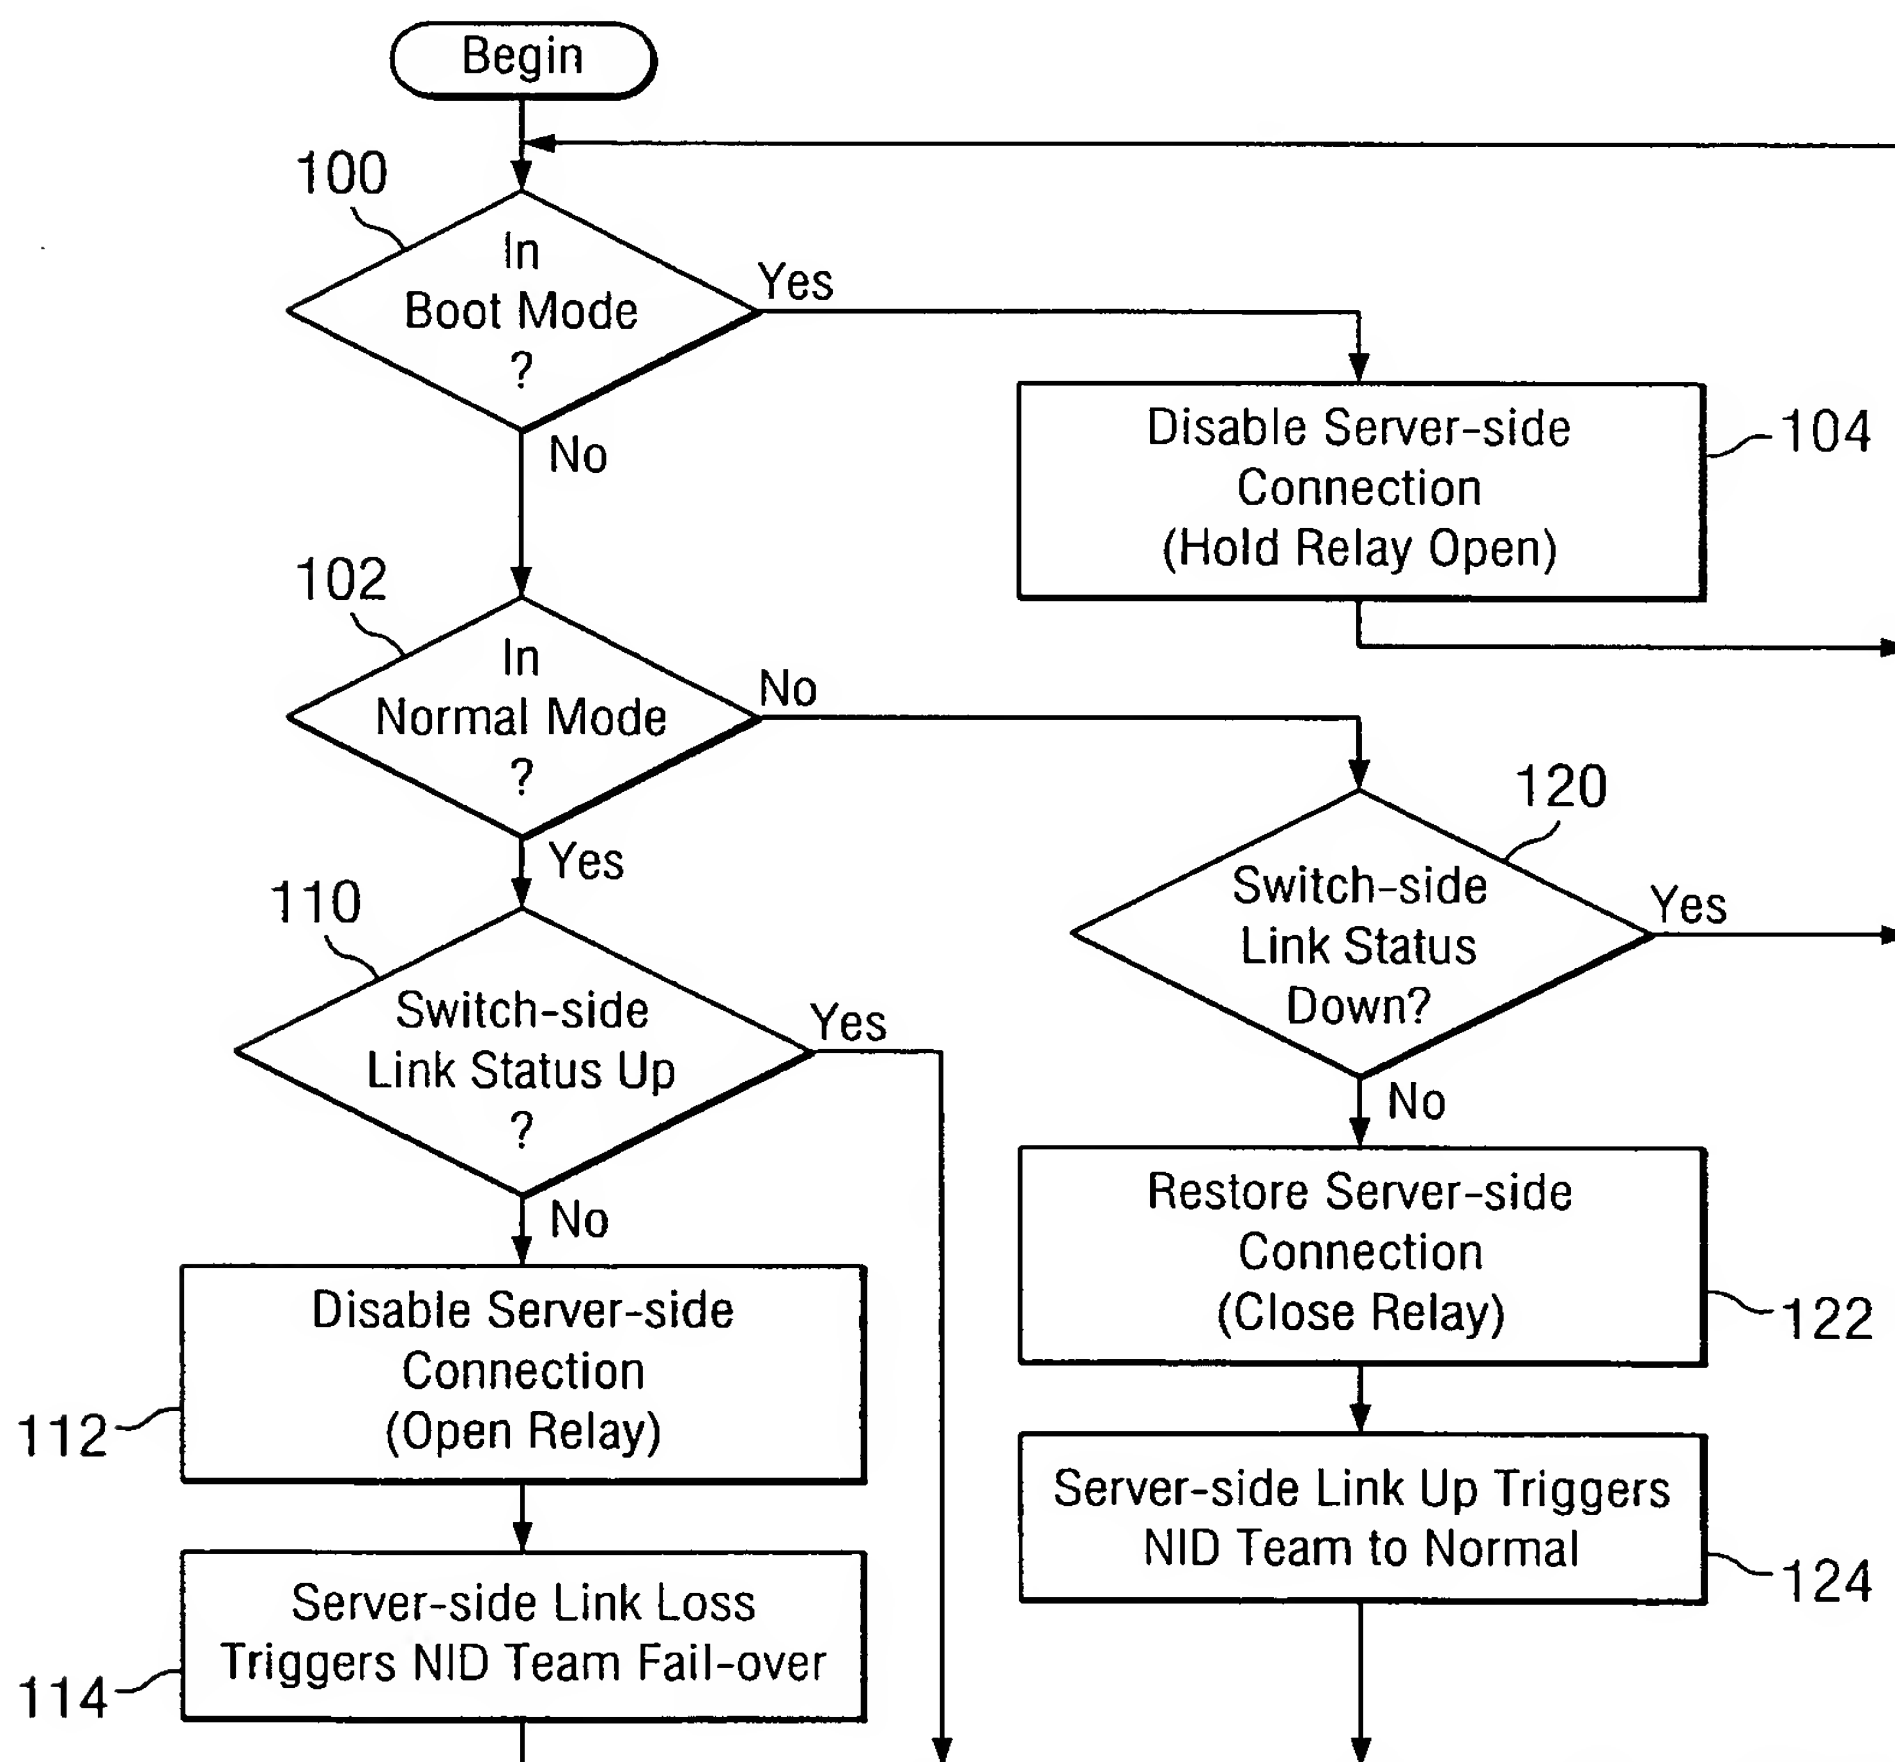 Begin
100
In
Boot Mode
?
Yes
No
Disable Server-side
Connection
(Hold Relay Open)
104
102
In
Normal Mode
?
No
Yes
120
Switch-side
Link Status
Down?
Yes
No
110
Switch-side
Link Status Up
?
Yes
No
Restore Server-side
Connection
(Close Relay)
122
Disable Server-side
Connection
(Open Relay)
112
Server-side Link Up Triggers
NID Team to Normal
124
Server-side Link Loss
Triggers NID Team Fail-over
114